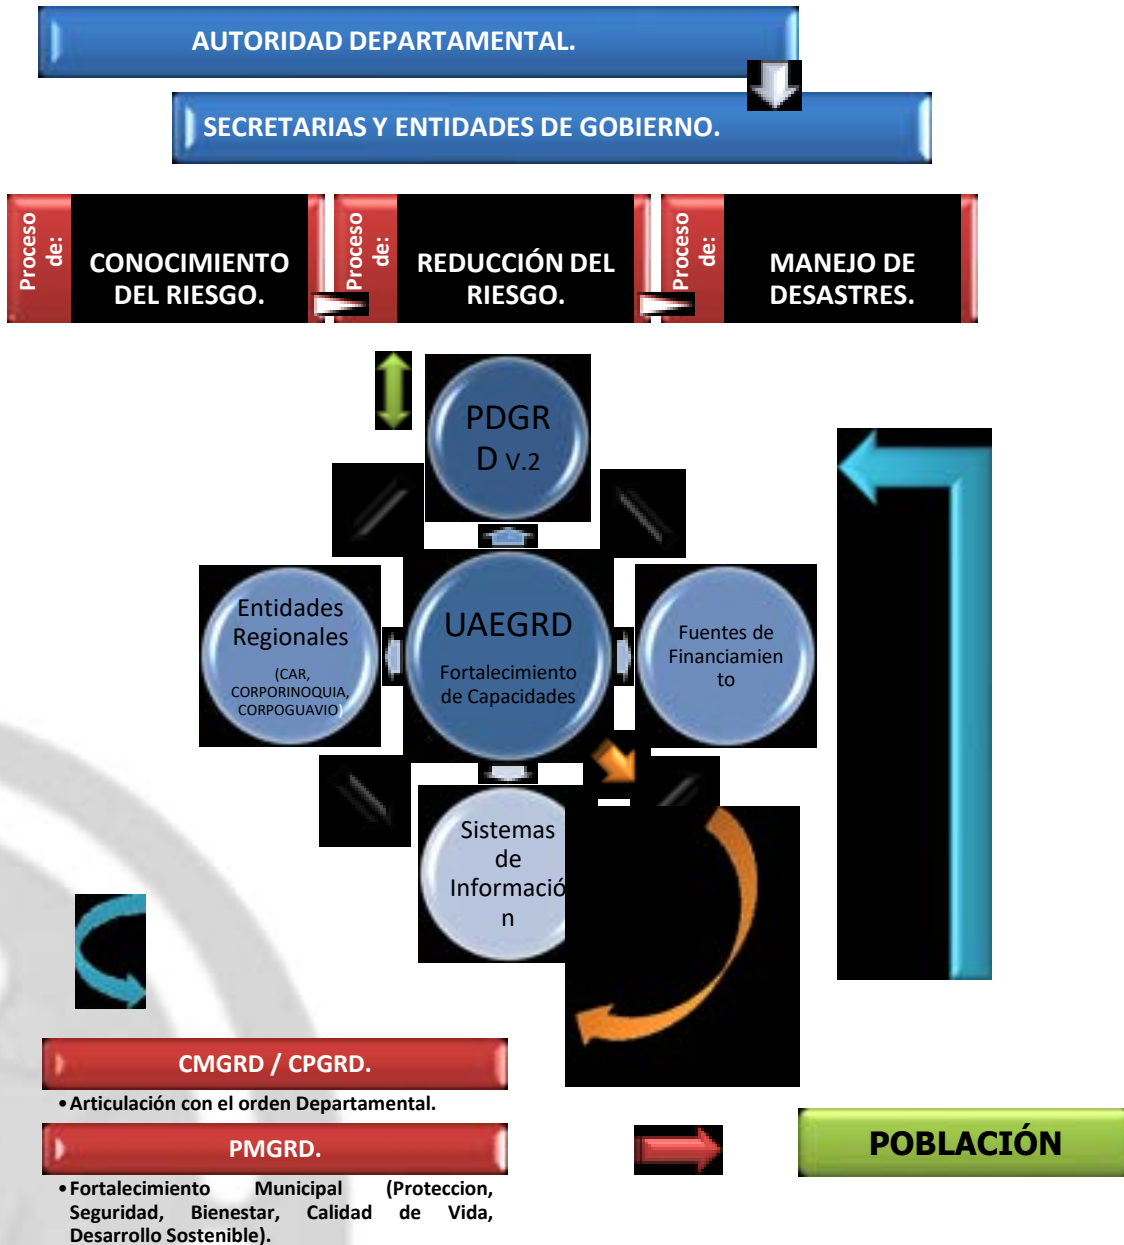 AUTORIDAD DEPARTAMENTAL.
SECRETARIAS Y ENTIDADES DE GOBIERNO.
Proceso
de:
CONOCIMIENTO
DEL RIESGO.
Proceso
de:
REDUCCIÓN DEL
RIESGO.
Proceso
de:
MANEJO DE
DESASTRES.
PDGR
D V.2
Entidades
Regionales
(CAR,
CORPORINOQUIA,
CORPOGUAVIO)
UAEGRD
Fortalecimiento
de Capacidades
Fuentes de
Financiamien
to
Sistemas
de
Informació
n
CMGRD / CPGRD.
•Articulación con el orden Departamental.
PMGRD.
•Fortalecimiento Municipal (Proteccion,
Seguridad, Bienestar, Calidad de Vida,
Desarrollo Sostenible).
POBLACIÓN